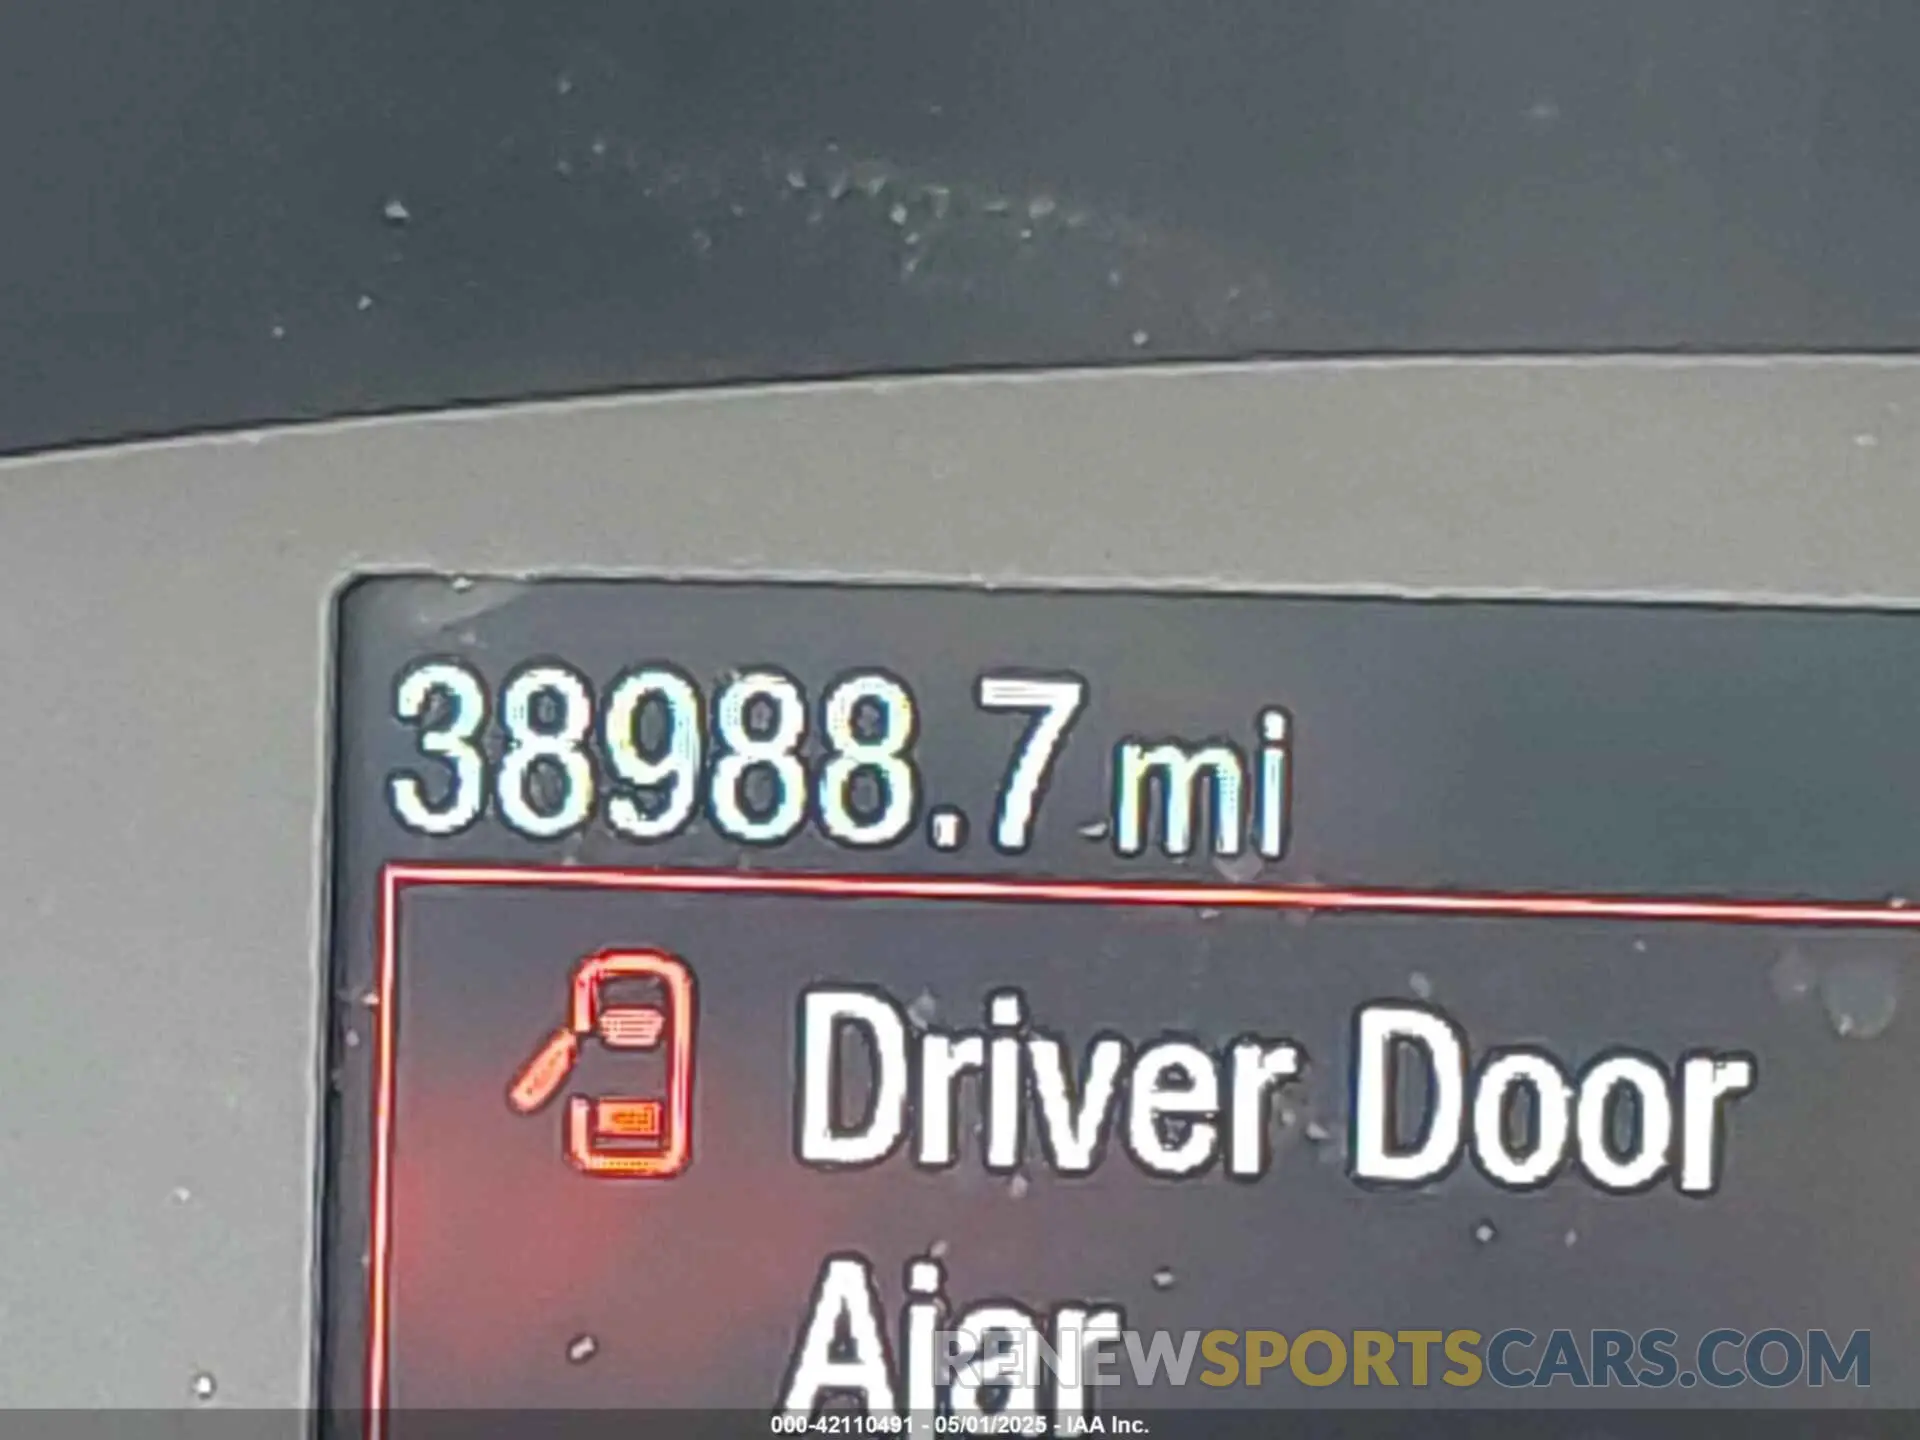 38988.7 mi
Driver Door
Ajar
RENEWSPORTSCARS.COM
000-42110491 - 05/01/2025 - IAA Inc.